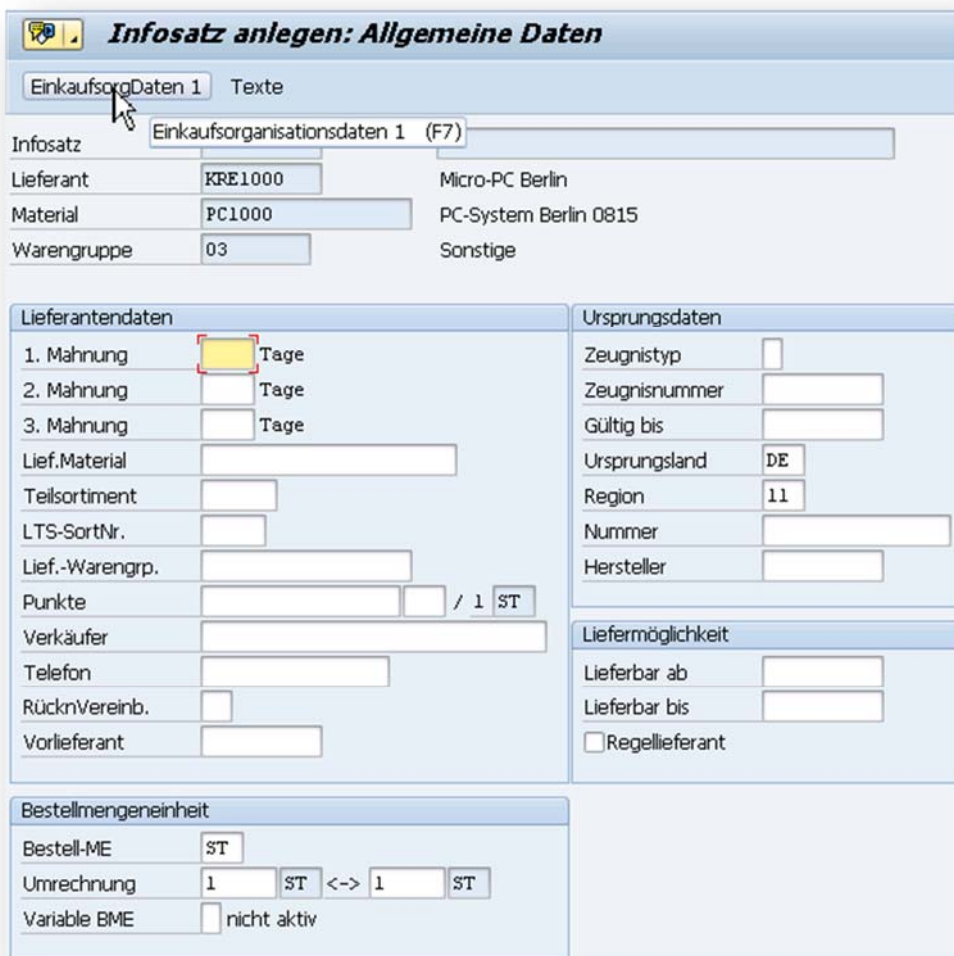 Infosatz anlegen: Allgemeine Daten
EinkaufsorgDaten 1 Texte
Einkaufsorganisationsdaten 1 (F7)
Infosatz
Lieferant KRE1000 Micro-PC Berlin
Material PC1000 PC-System Berlin 0815
Warengruppe 03 Sonstige
Lieferantendaten
1. Mahnung Tage
2. Mahnung Tage
3. Mahnung Tage
Lief.Material
Teilsortiment
LTS-SortNr.
Lief.-Warengrp.
Punkte / 1 ST
Verkäufer
Telefon
RücknVereinb.
Vorlieferant
Ursprungsdaten
Zeugnistyp
Zeugnisnummer
Gültig bis
Ursprungsland DE
Region 11
Nummer
Hersteller
Liefermöglichkeit
Lieferbar ab
Lieferbar bis
Regellieferant
Bestellmengeneinheit
Bestell-ME ST
Umrechnung 1 ST <-> 1 ST
Variable BME nicht aktiv